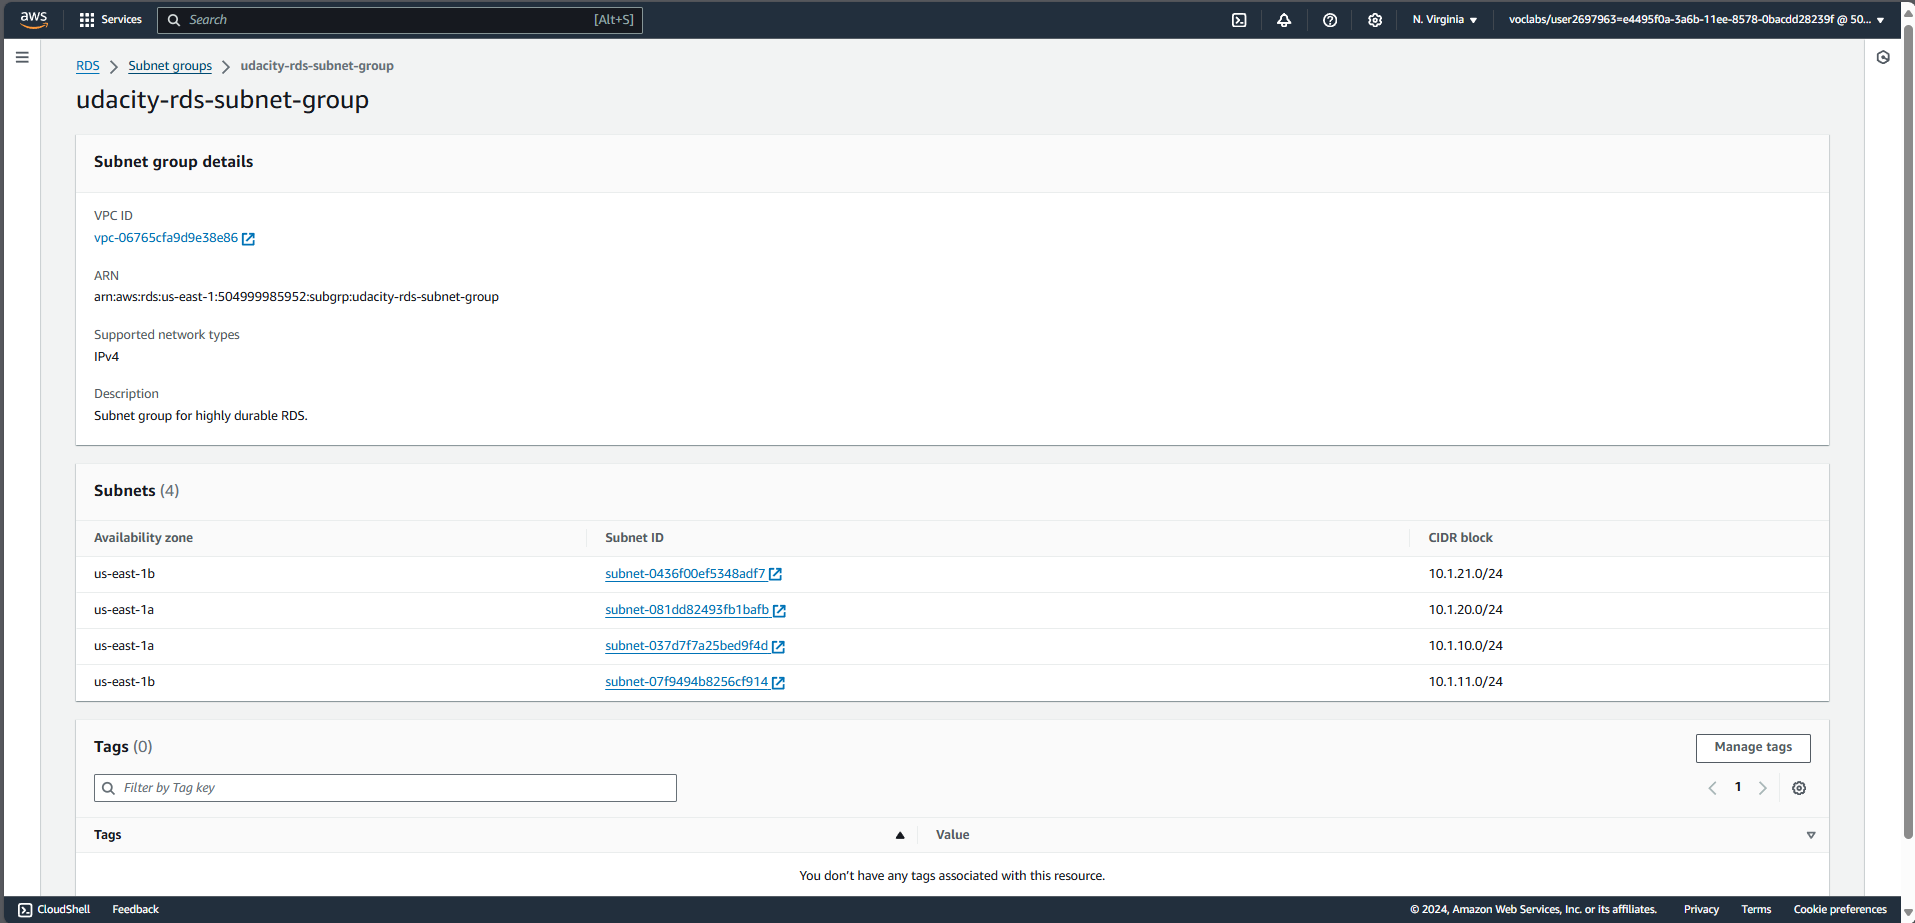 aws Services Search [Alt+S] N. Virginia voclabs/user2697963=e4495f0a-3a6b-11ee-8578-0bacdd28239f @ 50...
RDS Subnet groups udacity-rds-subnet-group
udacity-rds-subnet-group
Subnet group details
VPC ID
vpc-06765cfa9d9e38e86
ARN
arn:aws:rds:us-east-1:504999985952:subgrp:udacity-rds-subnet-group
Supported network types
IPv4
Description
Subnet group for highly durable RDS.
Subnets (4)
Availability zone Subnet ID CIDR block
us-east-1b subnet-0436f00ef5348adf7 10.1.21.0/24
us-east-1a subnet-081dd82493fb1bafb 10.1.20.0/24
us-east-1a subnet-037d7f7a25bed9f4d 10.1.10.0/24
us-east-1b subnet-07f9494b8256cf914 10.1.11.0/24
Tags (0) Manage tags
Filter by Tag key 1
Tags Value
You don't have any tags associated with this resource.
CloudShell Feedback © 2024, Amazon Web Services, Inc. or its affiliates. Privacy Terms Cookie preferences